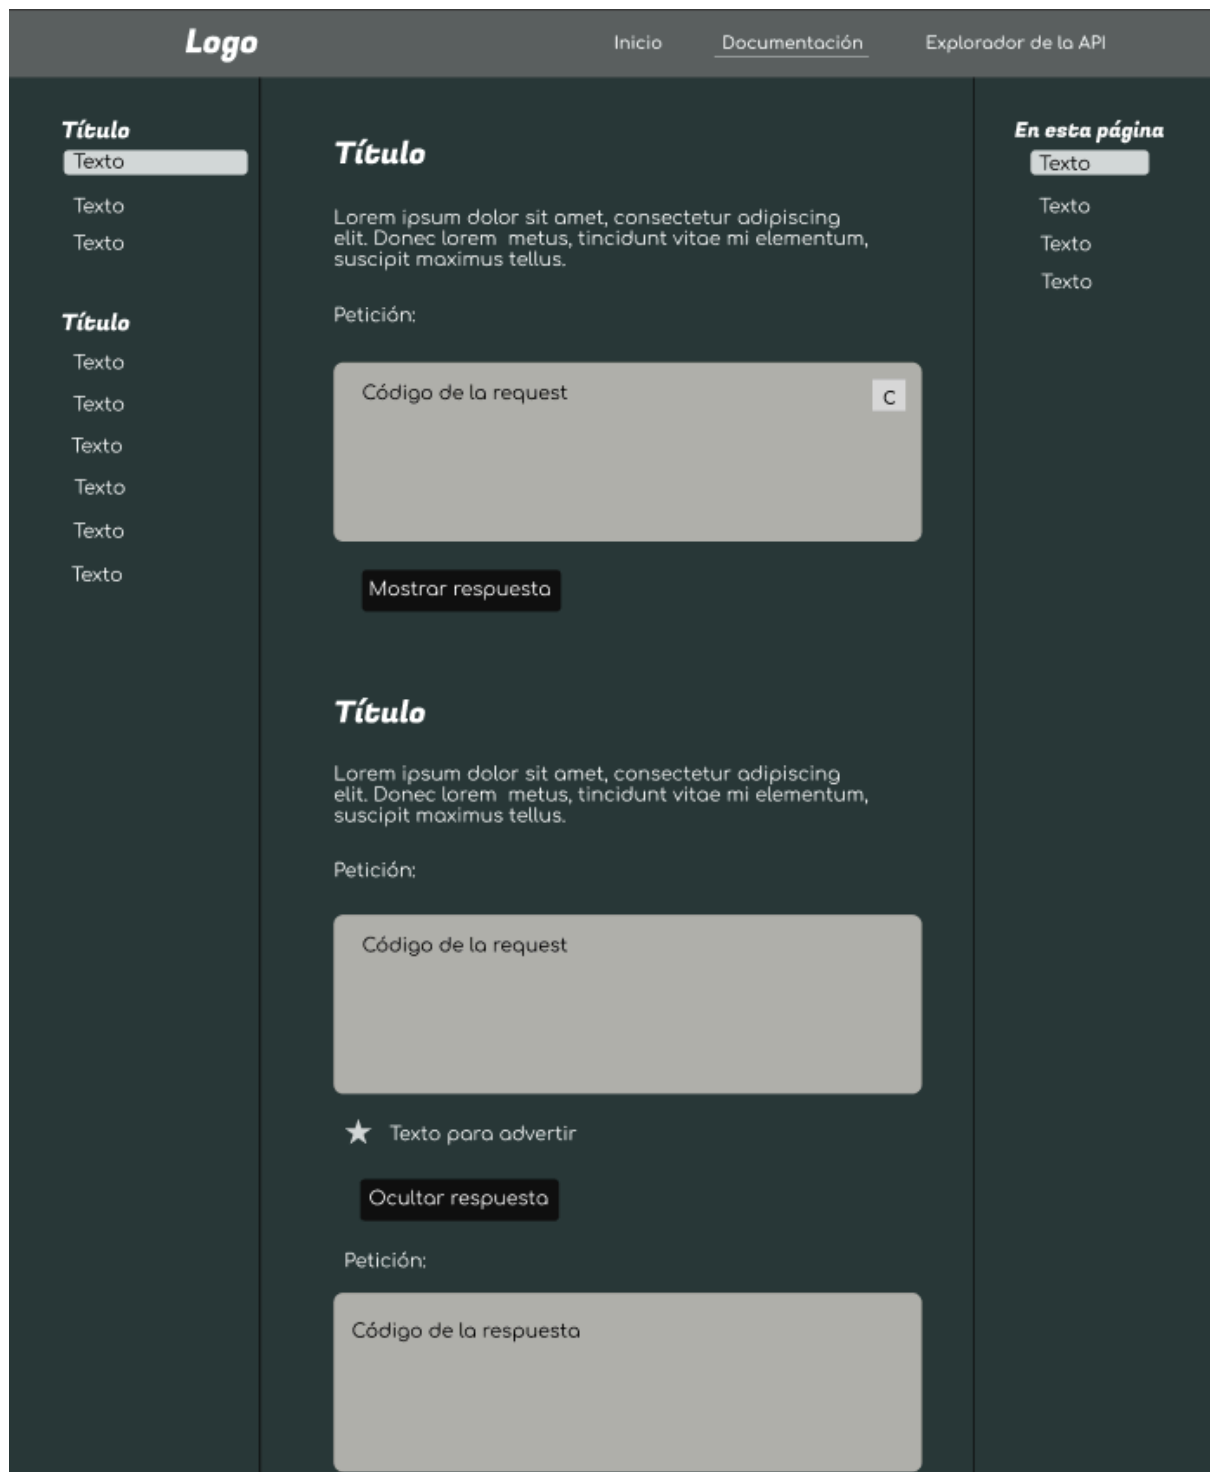 Logo
Inicio
Documentación
Explorador de la API
Título
Texto
Texto
Texto
Título
Texto
Texto
Texto
Texto
Texto
Texto
Título
Lorem ipsum dolor sit amet, consectetur adipiscing
elit. Donec lorem  metus, tincidunt vitae mi elementum,
suscipit maximus tellus.
Petición:
Código de la request
C
Mostrar respuesta
Título
Lorem ipsum dolor sit amet, consectetur adipiscing
elit. Donec lorem  metus, tincidunt vitae mi elementum,
suscipit maximus tellus.
Petición:
Código de la request
Texto para advertir
Ocultar respuesta
Petición:
Código de la respuesta
En esta página
Texto
Texto
Texto
Texto